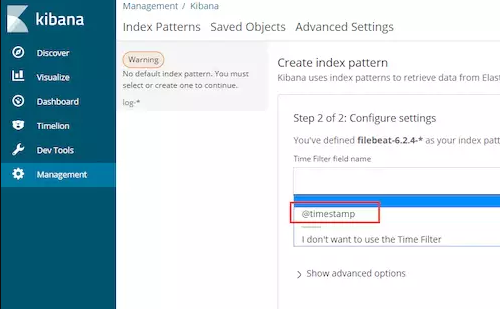 kibana
Discover
Visualize
Dashboard
Timelion
Dev Tools
Management
Management / Kibana
Index Patterns Saved Objects Advanced Settings
Warning
No default index pattern. You must
select or create one to continue.
log:*
Create index pattern
Kibana uses index patterns to retrieve data from Elas
Step 2 of 2: Configure settings
You've defined filebeat-6.2.4-* as your index pat
Time Filter field name
@timestamp
I don't want to use the Time Filter
Show advanced options